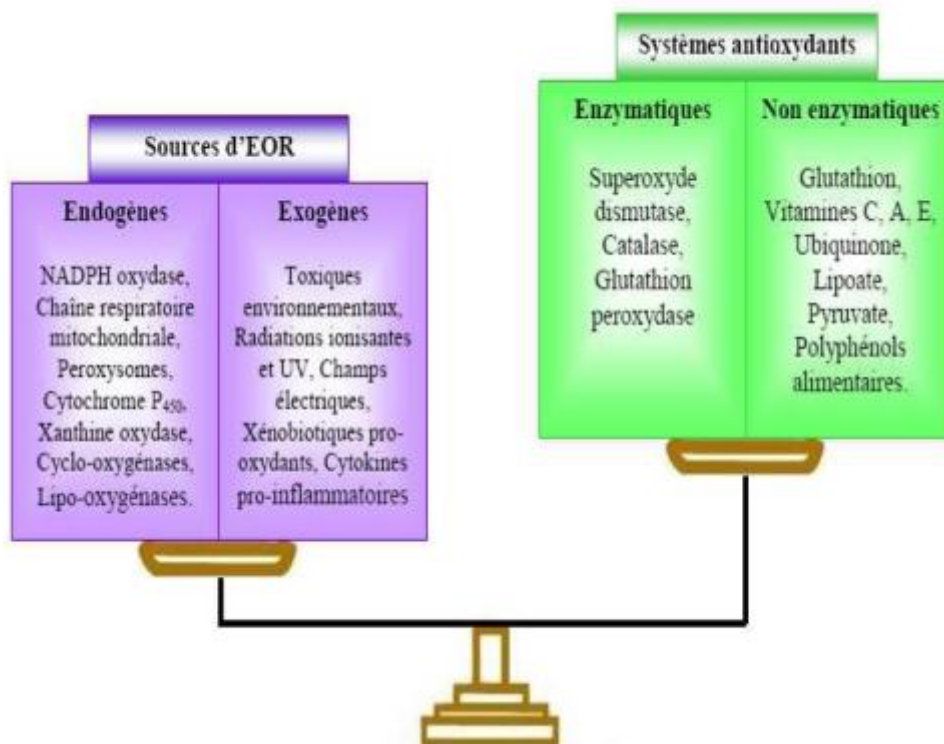 Systèmes antioxydants
Enzymatiques
Superoxyde
dismutase,
Catalase,
Glutathion
peroxydase
Non enzymatiques
Glutathion,
Vitamines C, A, E,
Ubiquinone,
Lipoate,
Pyruvate,
Polyphénols
alimentaires.
Sources d’EOR
Endogènes
NADPH oxydase,
Chaîne respiratoire
mitochondriale,
Peroxysomes,
Cytochrome P₄₅₀,
Xanthine oxydase,
Cyclo-oxygénases,
Lipo-oxygénases.
Exogènes
Toxiques
environnementaux,
Radiations ionisantes
et UV, Champs
électriques,
Xénobiotiques pro-
oxydants, Cytokines
pro-inflammatoires